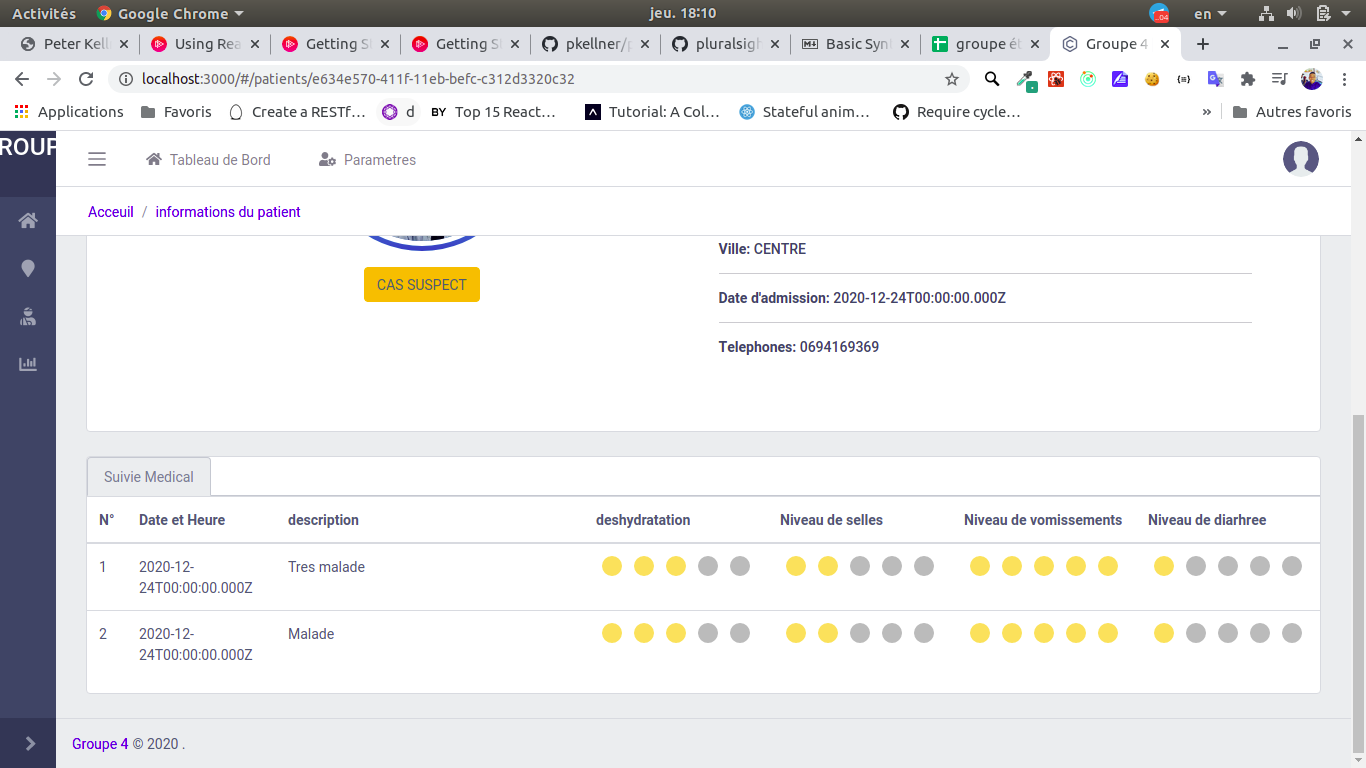 Activités Google Chrome jeu. 18:10 en
.04
Peter Kell Using Rea Getting S Getting S pkellner/p pluralsigh Basic Syn groupe ét Groupe 4
localhost:3000/#/patients/e634e570-411f-11eb-befc-c312d3320c32
Applications Favoris Create a RESTf… d BY Top 15 React… Tutorial: A Col… Stateful anim… Require cycle… » Autres favoris
ROUP
Tableau de Bord Parametres
Acceuil / informations du patient
Ville: CENTRE
CAS SUSPECT
Date d'admission: 2020-12-24T00:00:00.000Z
Telephones: 0694169369
Suivie Medical
N° Date et Heure description deshydratation Niveau de selles Niveau de vomissements Niveau de diarhree
1 2020-12-24T00:00:00.000Z Tres malade
2 2020-12-24T00:00:00.000Z Malade
Groupe 4 © 2020 .